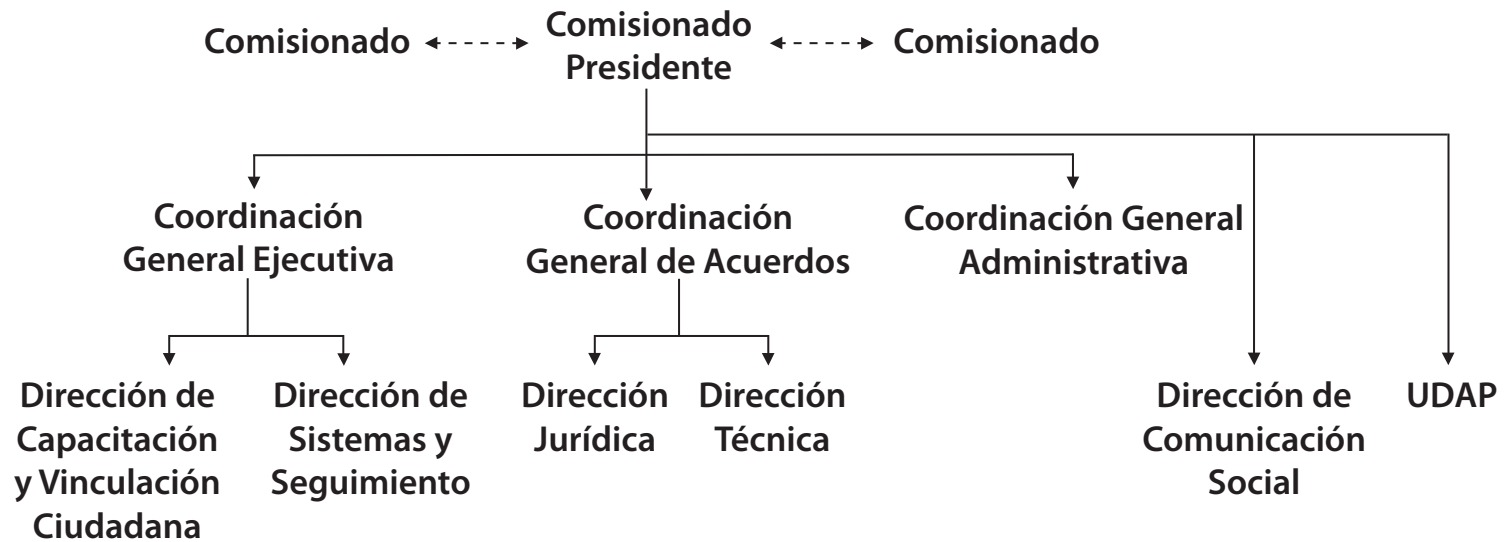 Comisionado
Comisionado
Presidente
Comisionado
Coordinación
General Ejecutiva
Coordinación
General de Acuerdos
Coordinación General
Administrativa
Dirección de
Capacitación
y Vinculación
Ciudadana
Dirección de
Sistemas y
Seguimiento
Dirección
Jurídica
Dirección
Técnica
Dirección de
Comunicación
Social
UDAP